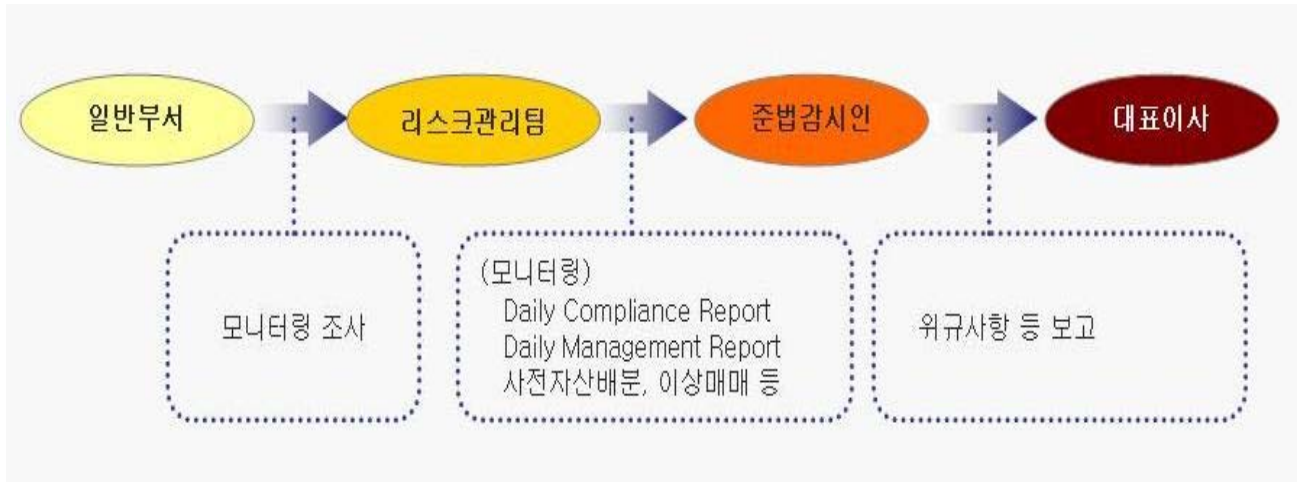 일반부서
리스크관리팀
준법감시인
대표이사
모니터링 조사
(모니터링)
Daily Compliance Report
Daily Management Report
사전자산배분, 이상매매 등
위규사항 등 보고